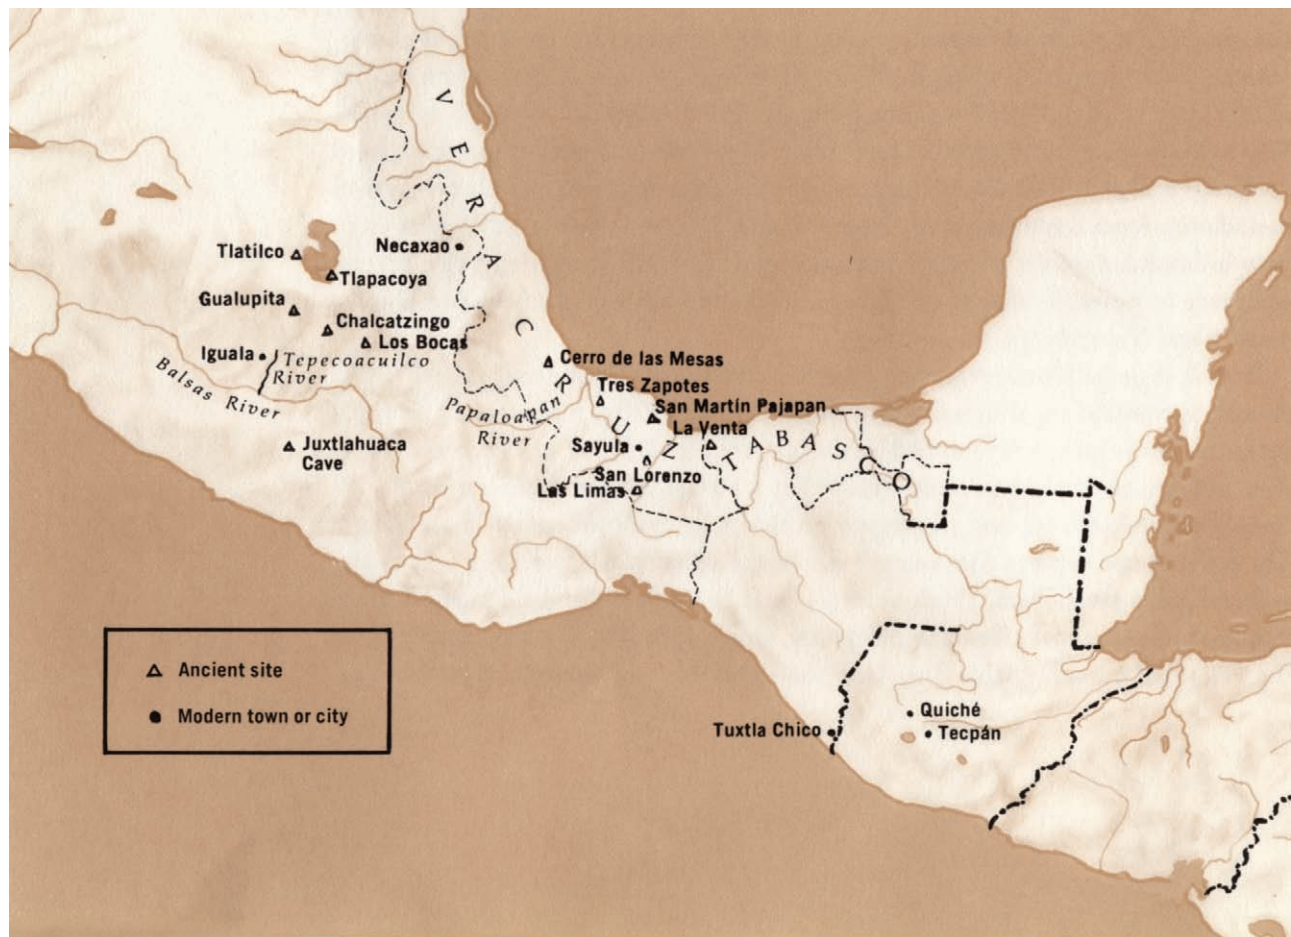 VERACRUZ
Necaxao
Tlatilco
Tlapacoya
Gualupita
Chalcatzingo
Los Bocas
Iguala
Tepecoacuilco
River
Balsas River
Cerro de las Mesas
Tres Zapotes
Papaloapan
River
San Martín Pajapan
La Venta
TABASCO
Juxtlahuaca
Cave
Sayula
San Lorenzo
Las Limas
Ancient site
Modern town or city
Quiché
Tuxtla Chico
Tecpán